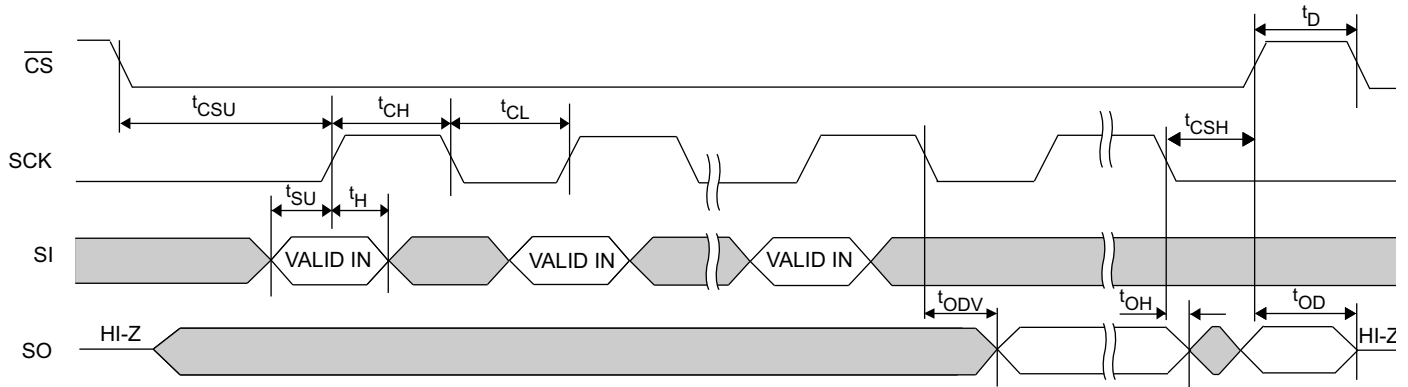 t_D
C̅S̅
t_CSU t_CH t_CL t_CSH
SCK
t_SU t_H
SI VALID IN VALID IN VALID IN
t_ODV t_OH t_OD
HI-Z HI-Z
SO